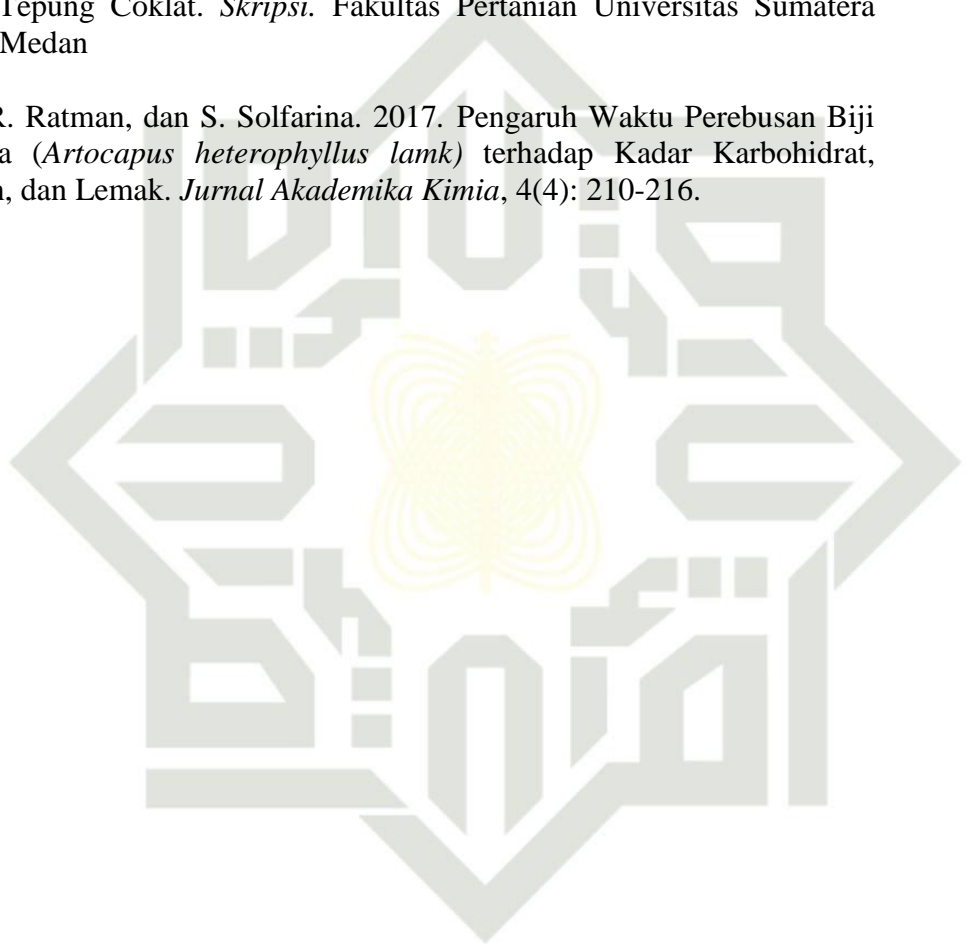 Tepung Coklat. Skripsi. Fakultas Pertanian Universitas Sumatera
Medan
R. Ratman, dan S. Solfarina. 2017. Pengaruh Waktu Perebusan Biji
a (Artocapus heterophyllus lamk) terhadap Kadar Karbohidrat,
n, dan Lemak. Jurnal Akademika Kimia, 4(4): 210-216.